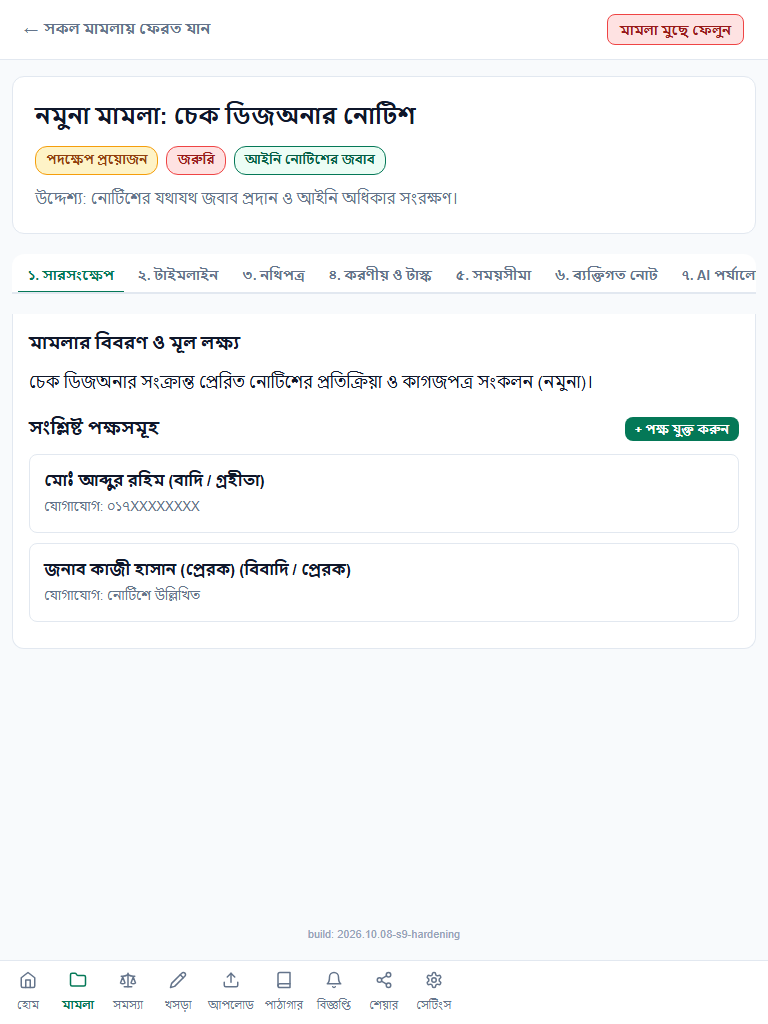 ← সকল মামলায় ফেরত যান
মামলা মুছে ফেলুন
নমুনা মামলা: চেক ডিজঅনার নোটিশ
পদক্ষেপ প্রয়োজন
জরুরি
আইনি নোটিশের জবাব
উদ্দেশ্য: নোটিশের যথাযথ জবাব প্রদান ও আইনি অধিকার সংরক্ষণ।
১. সারসংক্ষেপ
২. টাইমলাইন
৩. নথিপত্র
৪. করণীয় ও টাস্ক
৫. সময়সীমা
৬. ব্যক্তিগত নোট
৭. AI পর্যালে
মামলার বিবরণ ও মূল লক্ষ্য
চেক ডিজঅনার সংক্রান্ত প্রেরিত নোটিশের প্রতিক্রিয়া ও কাগজপত্র সংকলন (নমুনা)।
সংশ্লিষ্ট পক্ষসমূহ
+ পক্ষ যুক্ত করুন
মোঃ আব্দুর রহিম (বাদি / গ্রহীতা)
যোগাযোগ: ০১৭XXXXXXXX
জনাব কাজী হাসান (প্রেরক) (বিবাদি / প্রেরক)
যোগাযোগ: নোটিশে উল্লিখিত
build: 2026.10.08-s9-hardening
হোম
মামলা
সমস্যা
খসড়া
আপলোড
পাঠাগার
বিজ্ঞপ্তি
শেয়ার
সেটিংস